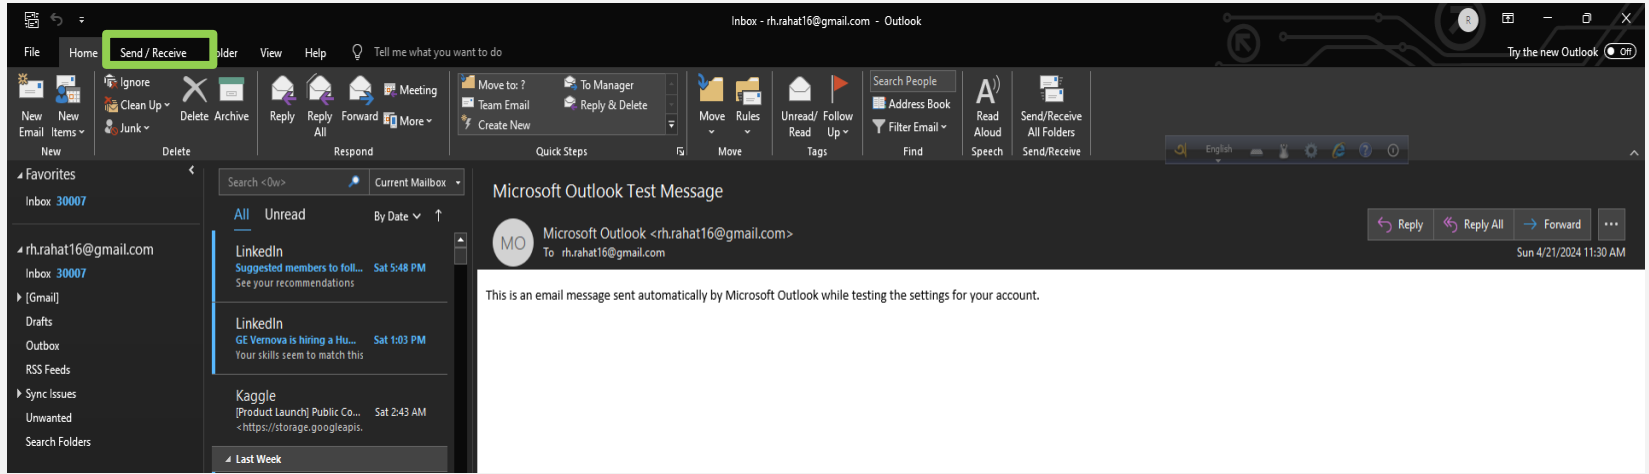 Inbox - rh.rahat16@gmail.com - Outlook
R
File Home Send / Receive older View Help Tell me what you want to do
Try the new Outlook Off
New Email
New Items
New
Ignore
Clean Up
Junk
Delete Archive
Delete
Reply
Reply All
Forward
Meeting
More
Respond
Move to: ?
Team Email
Create New
To Manager
Reply & Delete
Quick Steps
Move
Rules
Move
Unread/ Read
Follow Up
Tags
Search People
Address Book
Filter Email
Find
Read Aloud
Speech
Send/Receive All Folders
Send/Receive
অ English
Favorites
Inbox 30007
rh.rahat16@gmail.com
Inbox 30007
[Gmail]
Drafts
Outbox
RSS Feeds
Sync Issues
Unwanted
Search Folders
Search <0w> Current Mailbox
All Unread By Date
LinkedIn
Suggested members to foll... Sat 5:48 PM
See your recommendations
LinkedIn
GE Vernova is hiring a Hu... Sat 1:03 PM
Your skills seem to match this
Kaggle
[Product Launch] Public Co... Sat 2:43 AM
<https://storage.googleapis.
Last Week
Microsoft Outlook Test Message
MO
Microsoft Outlook <rh.rahat16@gmail.com>
To rh.rahat16@gmail.com
Reply Reply All Forward ...
Sun 4/21/2024 11:30 AM
This is an email message sent automatically by Microsoft Outlook while testing the settings for your account.